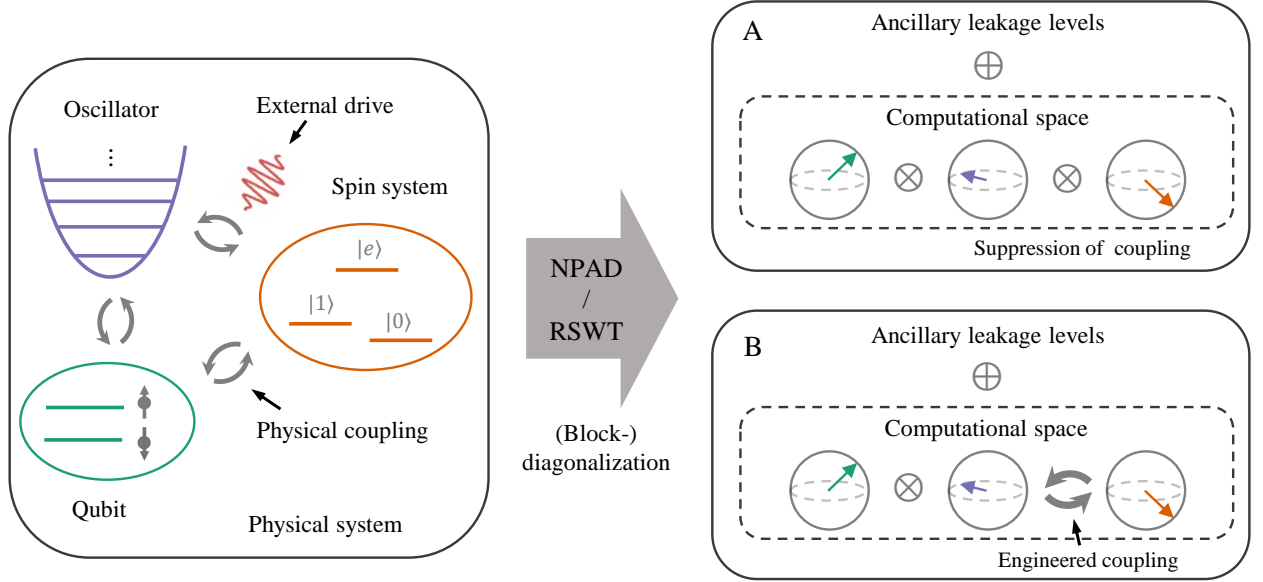 Oscillator
⋮
External drive
Spin system
|e⟩
|1⟩
|0⟩
Physical coupling
Qubit
Physical system
NPAD
/
RSWT
(Block-)
diagonalization
A
Ancillary leakage levels
⊕
Computational space
⊗ ⊗
Suppression of coupling
B
Ancillary leakage levels
⊕
Computational space
⊗
Engineered coupling